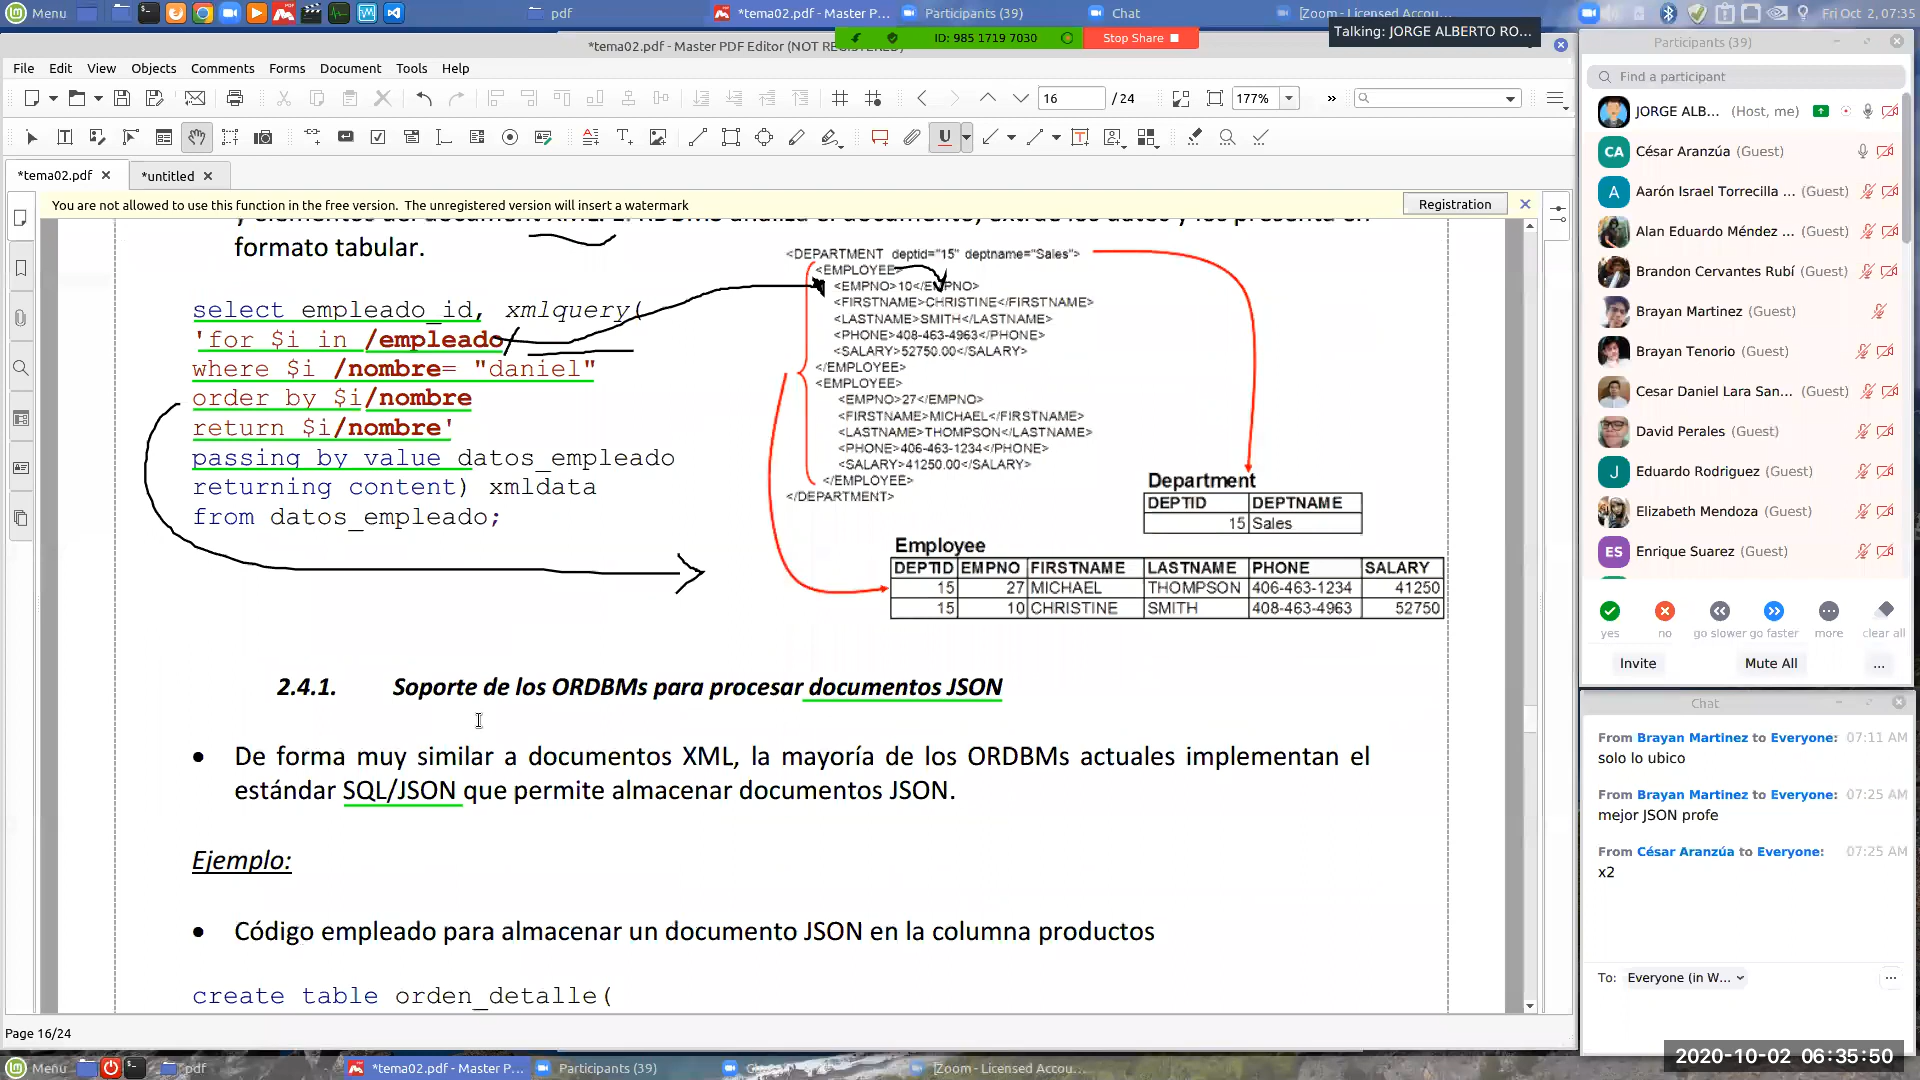 Menu
pdf
*tema02.pdf - Master P...
Participants (39)
Chat
[Zoom - Licensed Accou...
Fri Oct 2, 07:35
*tema02.pdf - Master PDF Editor (NOT REGISTERED)
ID: 985 1719 7030
Stop Share
Talking: JORGE ALBERTO RO...
File Edit View Objects Comments Forms Document Tools Help
16 / 24
177%
*tema02.pdf
*untitled
You are not allowed to use this function in the free version. The unregistered version will insert a watermark
Registration
formato tabular.
select empleado_id, xmlquery(
'for $i in /empleado/
where $i /nombre= "daniel"
order by $i/nombre
return $i/nombre'
passing by value datos_empleado
returning content) xmldata
from datos_empleado;
<DEPARTMENT deptid="15" deptname="Sales">
<EMPLOYEE>
<EMPNO>10</EMPNO>
<FIRSTNAME>CHRISTINE</FIRSTNAME>
<LASTNAME>SMITH</LASTNAME>
<PHONE>408-463-4963</PHONE>
<SALARY>52750.00</SALARY>
</EMPLOYEE>
<EMPLOYEE>
<EMPNO>27</EMPNO>
<FIRSTNAME>MICHAEL</FIRSTNAME>
<LASTNAME>THOMPSON</LASTNAME>
<PHONE>406-463-1234</PHONE>
<SALARY>41250.00</SALARY>
</EMPLOYEE>
</DEPARTMENT>
Department
DEPTID DEPTNAME
15 Sales
Employee
DEPTID EMPNO FIRSTNAME LASTNAME PHONE SALARY
15 27 MICHAEL THOMPSON 406-463-1234 41250
15 10 CHRISTINE SMITH 408-463-4963 52750
2.4.1. Soporte de los ORDBMs para procesar documentos JSON
• De forma muy similar a documentos XML, la mayoría de los ORDBMs actuales implementan el
estándar SQL/JSON que permite almacenar documentos JSON.
Ejemplo:
• Código empleado para almacenar un documento JSON en la columna productos
create table orden_detalle(
Page 16/24
Participants (39)
Find a participant
JORGE ALB... (Host, me)
CA César Aranzúa (Guest)
A Aarón Israel Torrecilla ... (Guest)
Alan Eduardo Méndez ... (Guest)
Brandon Cervantes Rubí (Guest)
Brayan Martinez (Guest)
Brayan Tenorio (Guest)
Cesar Daniel Lara San... (Guest)
David Perales (Guest)
J Eduardo Rodriguez (Guest)
Elizabeth Mendoza (Guest)
ES Enrique Suarez (Guest)
yes no go slower go faster more clear all
Invite Mute All ...
Chat
From Brayan Martinez to Everyone: 07:11 AM
solo lo ubico
From Brayan Martinez to Everyone: 07:25 AM
mejor JSON profe
From César Aranzúa to Everyone: 07:25 AM
x2
To: Everyone (in W...
Menu
pdf
*tema02.pdf - Master P...
Participants (39)
[Zoom - Licensed Accou...
2020-10-02 06:35:50